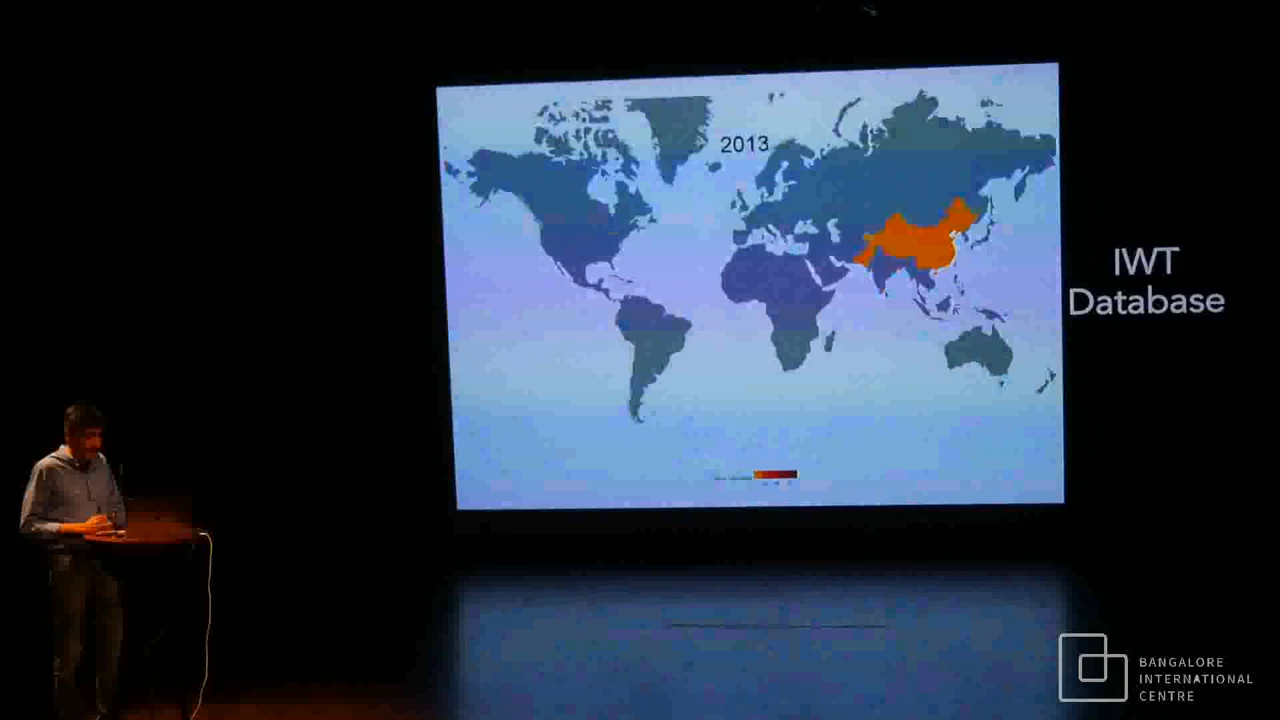 2013
IWT
Database
BANGALORE
INTERNATIONAL
CENTRE